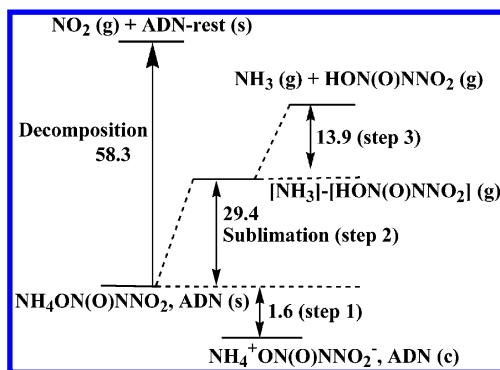 NO₂ (g) + ADN-rest (s)
NH₃ (g) + HON(O)NNO₂ (g)
Decomposition
58.3
13.9 (step 3)
[NH₃]-[HON(O)NNO₂] (g)
29.4
Sublimation (step 2)
NH₄ON(O)NNO₂, ADN (s)
1.6 (step 1)
NH₄⁺ON(O)NNO₂⁻, ADN (c)